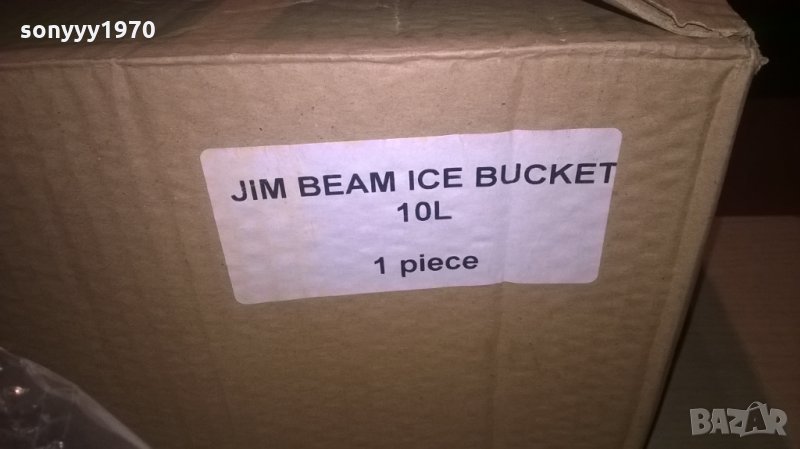 sonyyy1970
JIM BEAM ICE BUCKET
10L
1 piece
BAZAR